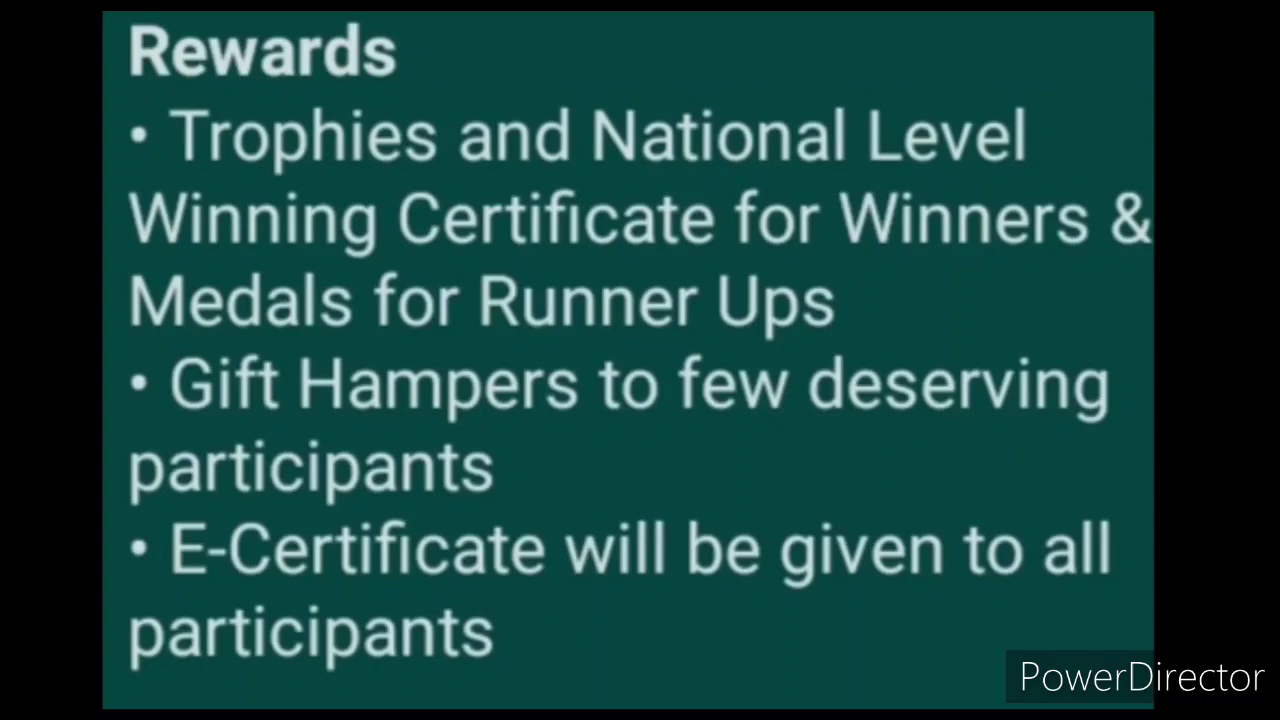 Rewards
• Trophies and National Level
Winning Certificate for Winners &
Medals for Runner Ups
• Gift Hampers to few deserving
participants
• E-Certificate will be given to all
participants
PowerDirector